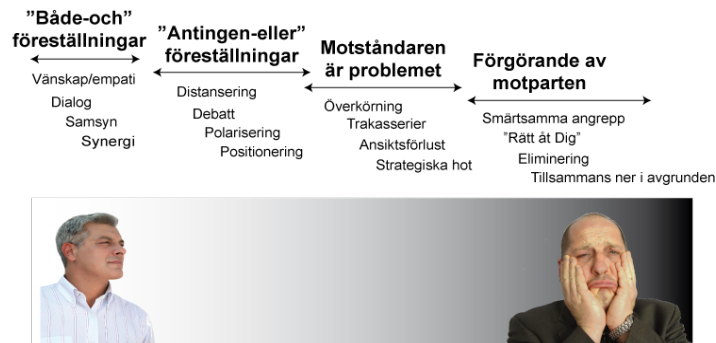 ”Både-och”
föreställningar
Vänskap/empati
Dialog
Samsyn
Synergi
”Antingen-eller”
föreställningar
Distansering
Debatt
Polarisering
Positionering
Motståndaren
är problemet
Överkörning
Trakasserier
Ansiktsförlust
Strategiska hot
Förgörande av
motparten
Smärtsamma angrepp
”Rätt åt Dig”
Eliminering
Tillsammans ner i avgrunden